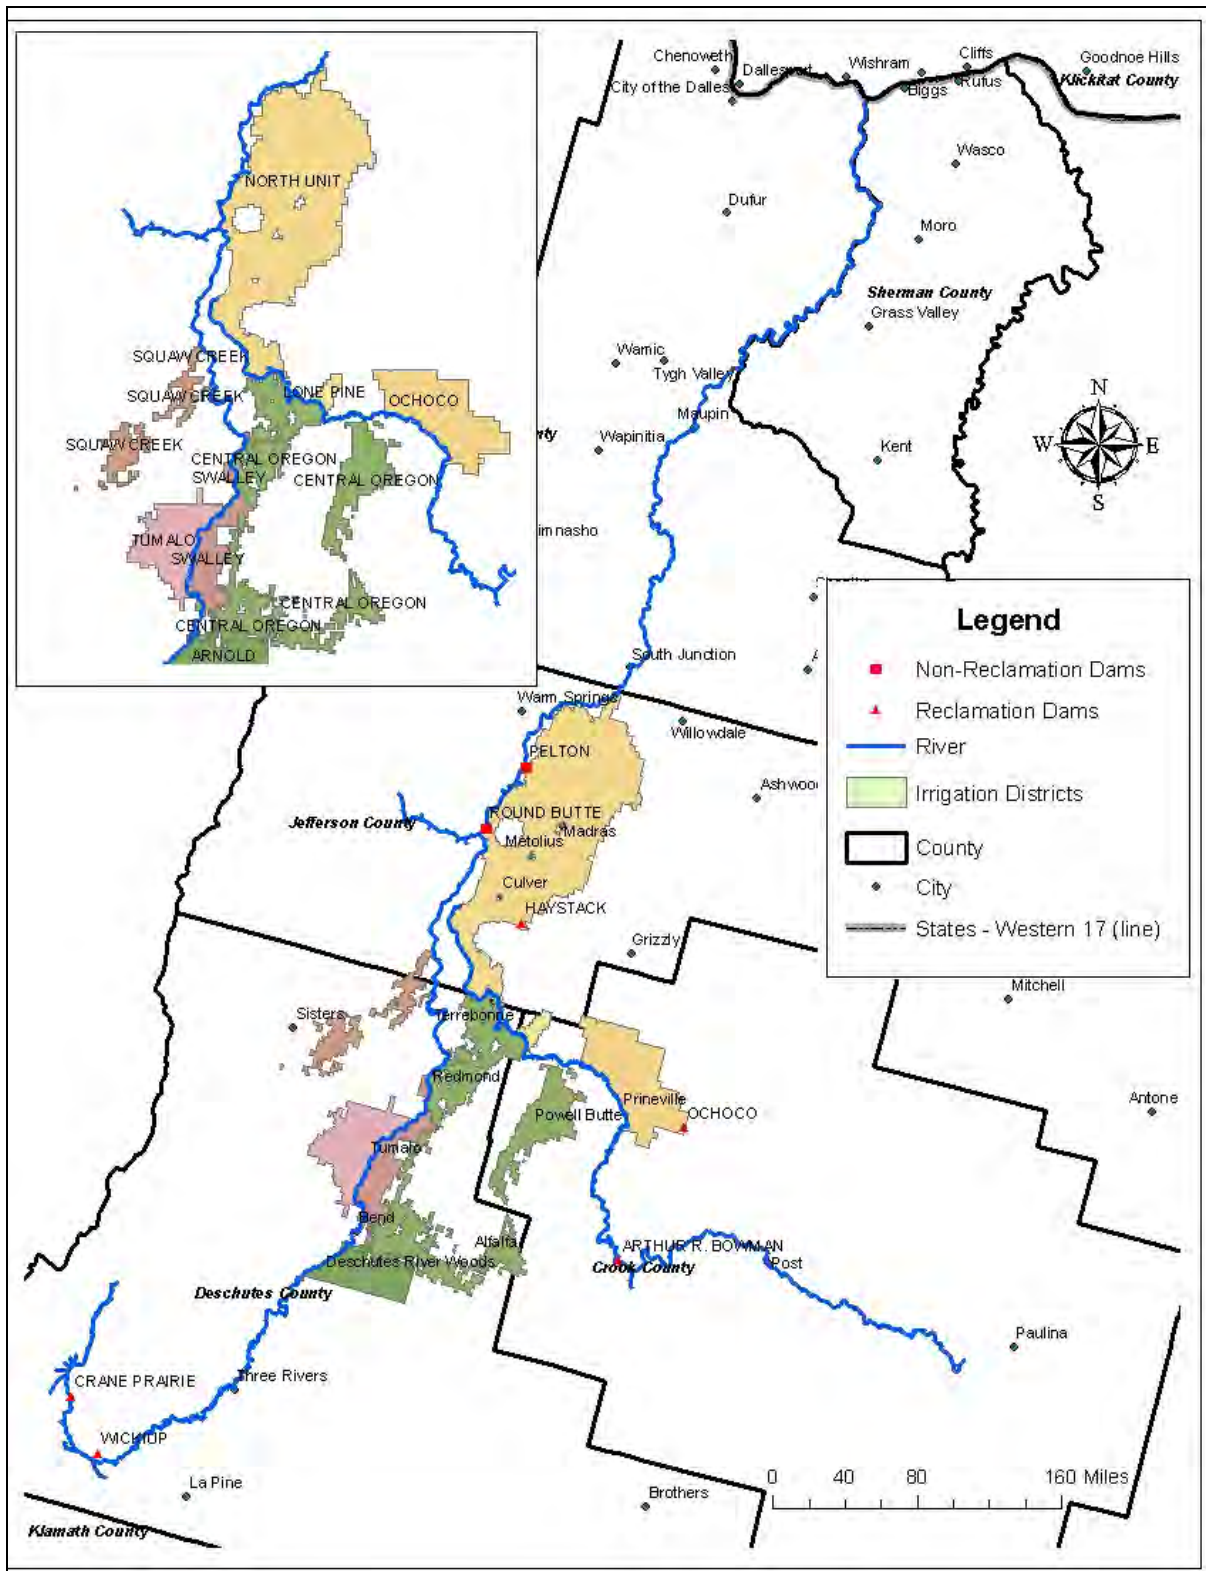 Chenoweth
Cliffs
Goodnoe Hills
Dallesport
Wishram
Klickitat County
City of the Dalles
Biggs
Rufus
Wasco
Dufur
Moro
Sherman County
Grass Valley
Wamic
Tygh Valley
Maupin
Wapinitia
Kent
N
W
E
S
NORTH UNIT
SQUAW CREEK
SQUAW CREEK
LONE PINE
OCHOCO
SQUAW CREEK
CENTRAL OREGON
SWALLEY
CENTRAL OREGON
TUMALO
SWALLEY
CENTRAL OREGON
CENTRAL OREGON
ARNOLD
South Junction
Warm Springs
Willowdale
PELTON
Ashwoo
ROUND BUTTE
Jefferson County
Madras
Metolius
Culver
HAYSTACK
Grizzly
Legend
Non-Reclamation Dams
Reclamation Dams
River
Irrigation Districts
County
City
States - Western 17 (line)
Mitchell
Sisters
Terrebonne
Redmond
Prineville
Powell Butte
OCHOCO
Antone
Tumalo
Bend
Alfalfa
Deschutes River Woods
ARTHUR R. BOWMAN
Crook County
Post
Deschutes County
Paulina
Three Rivers
CRANE PRAIRIE
WICKIUP
La Pine
0 40 80 160 Miles
Brothers
Klamath County